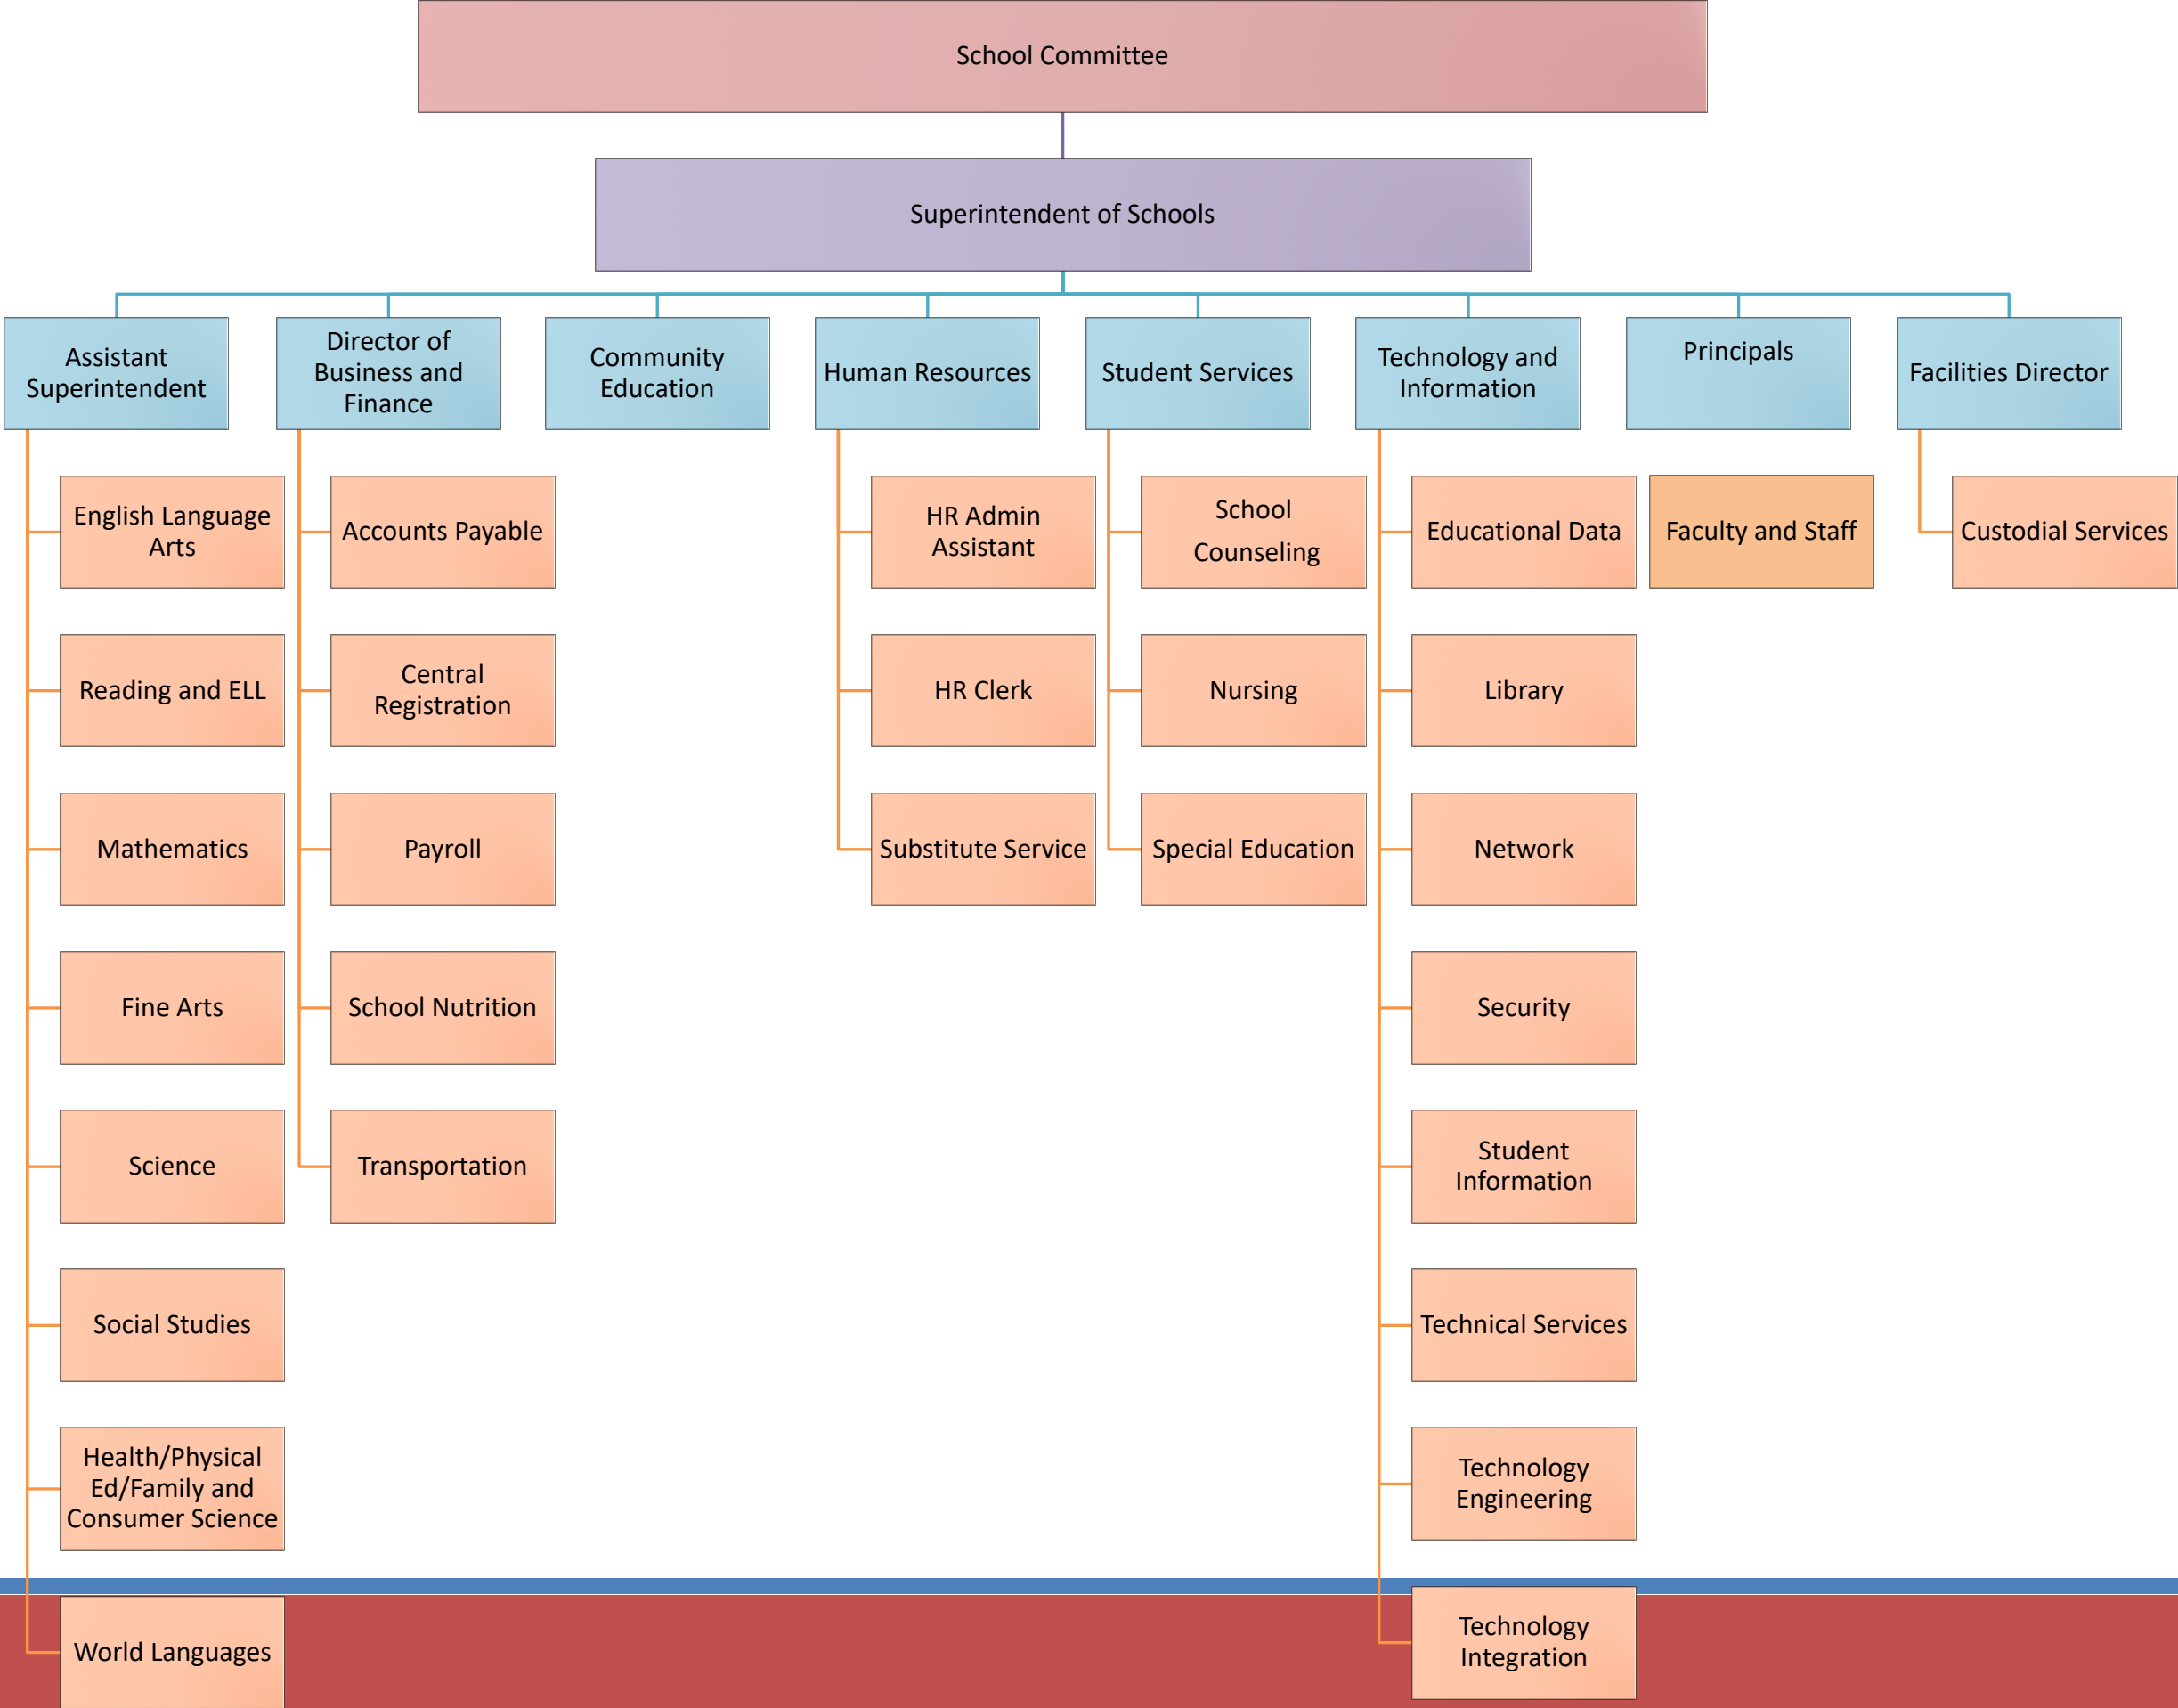 School Committee
Superintendent of Schools
Assistant
Superintendent
Director of
Business and
Finance
Community
Education
Human Resources
Student Services
Technology and
Information
Principals
Facilities Director
English Language
Arts
Reading and ELL
Mathematics
Fine Arts
Science
Social Studies
Health/Physical
Ed/Family and
Consumer Science
World Languages
Accounts Payable
Central
Registration
Payroll
School Nutrition
Transportation
HR Admin
Assistant
HR Clerk
Substitute Service
School
Counseling
Nursing
Special Education
Educational Data
Library
Network
Security
Student
Information
Technical Services
Technology
Engineering
Technology
Integration
Faculty and Staff
Custodial Services